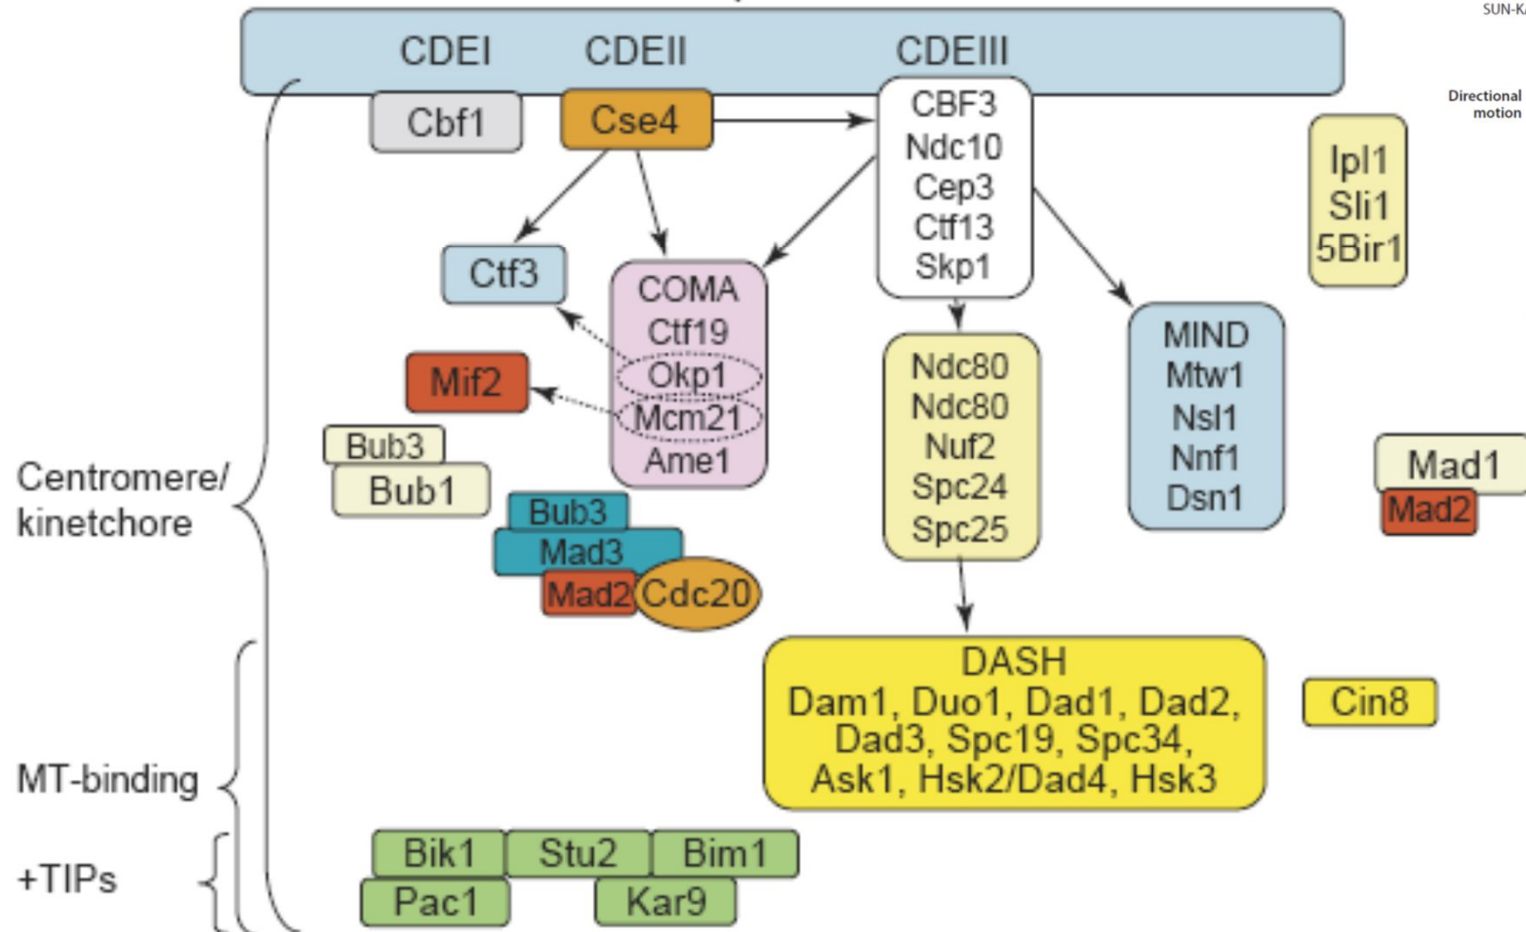 SUN-KA
CDEI
CDEII
CDEIII
Directional
motion
Cbf1
Cse4
CBF3
Ndc10
Cep3
Ctf13
Skp1
Ipl1
Sli1
5Bir1
Ctf3
COMA
Ctf19
Okp1
Mcm21
Ame1
Mif2
Ndc80
Ndc80
Nuf2
Spc24
Spc25
MIND
Mtw1
Nsl1
Nnf1
Dsn1
Bub3
Bub1
Mad1
Mad2
Centromere/
kinetchore
Bub3
Mad3
Mad2
Cdc20
DASH
Dam1, Duo1, Dad1, Dad2,
Dad3, Spc19, Spc34,
Ask1, Hsk2/Dad4, Hsk3
Cin8
MT-binding
+TIPs
Bik1
Stu2
Bim1
Pac1
Kar9